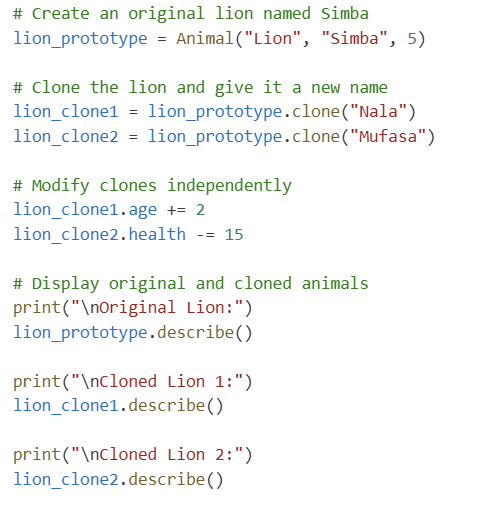 # Create an original lion named Simba
lion_prototype = Animal("Lion", "Simba", 5)
# Clone the lion and give it a new name
lion_clone1 = lion_prototype.clone("Nala")
lion_clone2 = lion_prototype.clone("Mufasa")
# Modify clones independently
lion_clone1.age += 2
lion_clone2.health -= 15
# Display original and cloned animals
print("\nOriginal Lion:")
lion_prototype.describe()
print("\nCloned Lion 1:")
lion_clone1.describe()
print("\nCloned Lion 2:")
lion_clone2.describe()